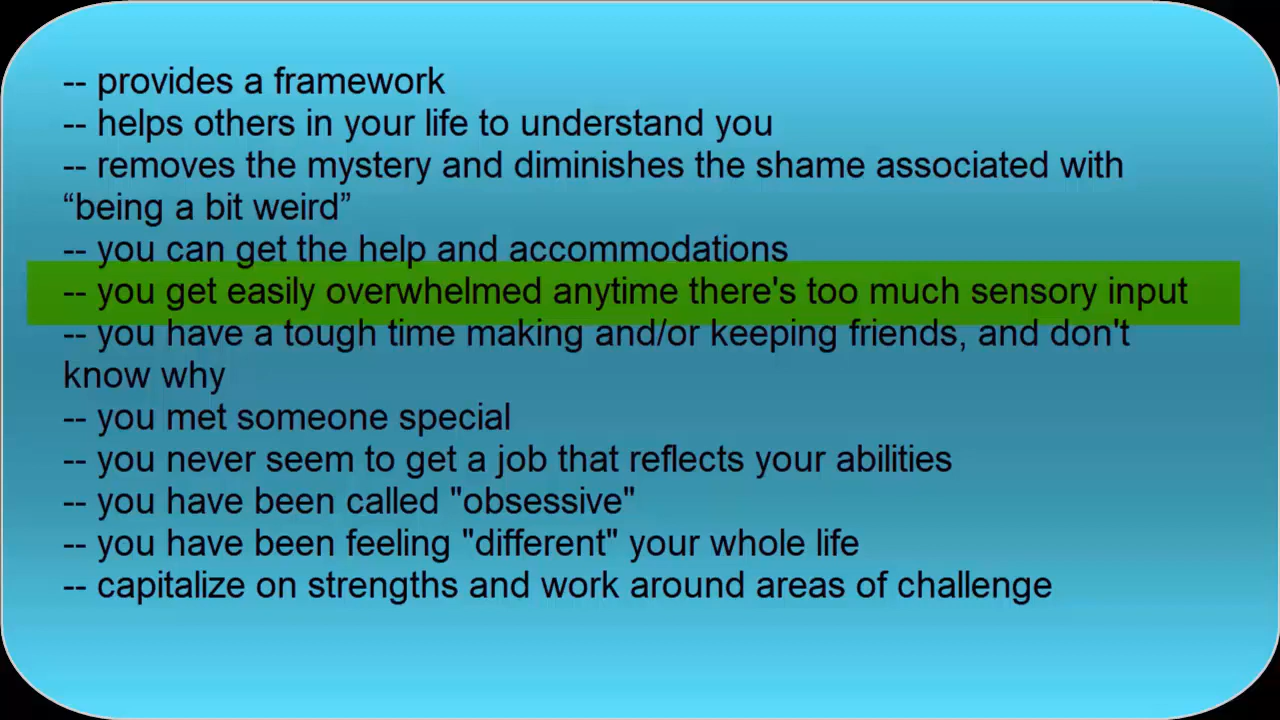 -- provides a framework
-- helps others in your life to understand you
-- removes the mystery and diminishes the shame associated with
“being a bit weird”
-- you can get the help and accommodations
-- you get easily overwhelmed anytime there's too much sensory input
-- you have a tough time making and/or keeping friends, and don't
know why
-- you met someone special
-- you never seem to get a job that reflects your abilities
-- you have been called "obsessive"
-- you have been feeling "different" your whole life
-- capitalize on strengths and work around areas of challenge